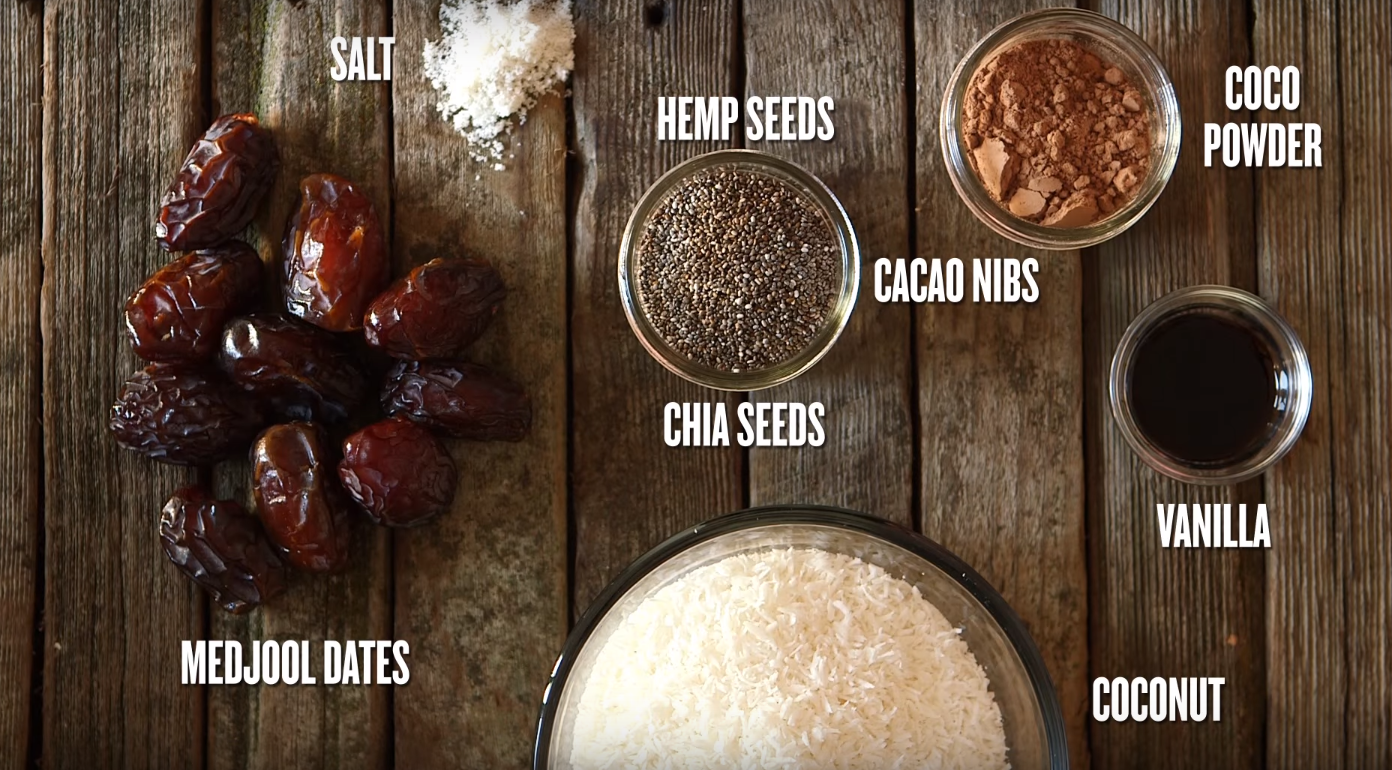 SALT
HEMP SEEDS
COCO
POWDER
CACAO NIBS
CHIA SEEDS
VANILLA
MEDJOOL DATES
COCONUT